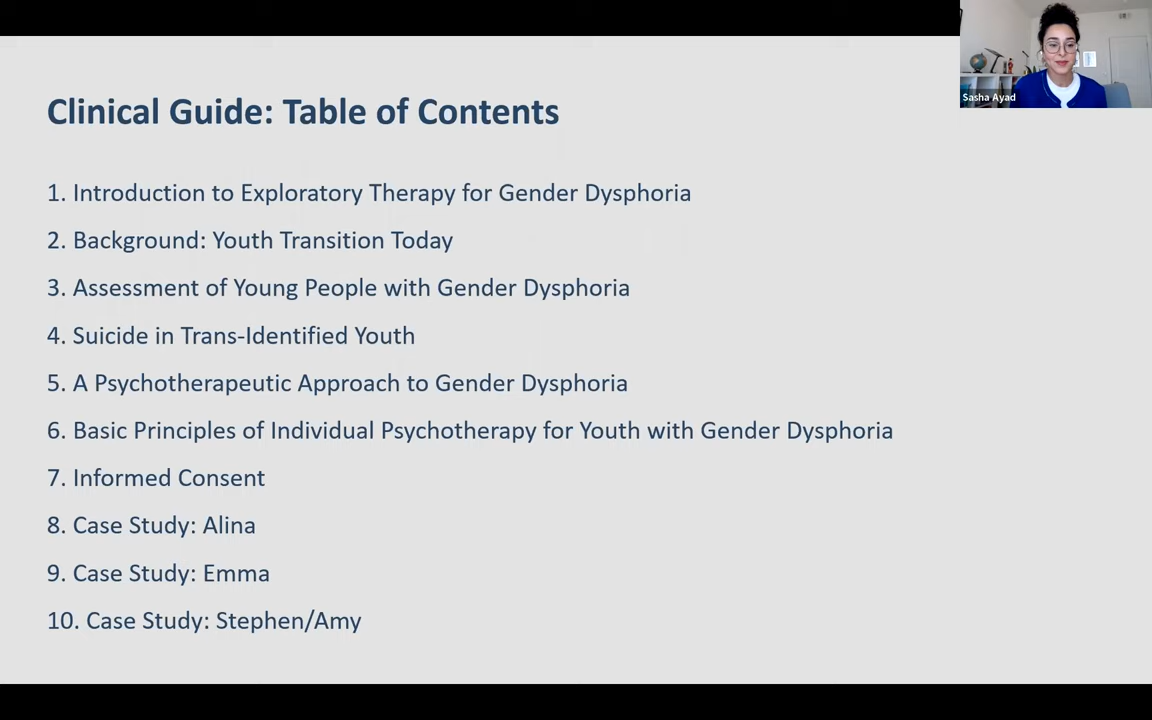 Sasha Ayad
Clinical Guide: Table of Contents
1. Introduction to Exploratory Therapy for Gender Dysphoria
2. Background: Youth Transition Today
3. Assessment of Young People with Gender Dysphoria
4. Suicide in Trans-Identified Youth
5. A Psychotherapeutic Approach to Gender Dysphoria
6. Basic Principles of Individual Psychotherapy for Youth with Gender Dysphoria
7. Informed Consent
8. Case Study: Alina
9. Case Study: Emma
10. Case Study: Stephen/Amy